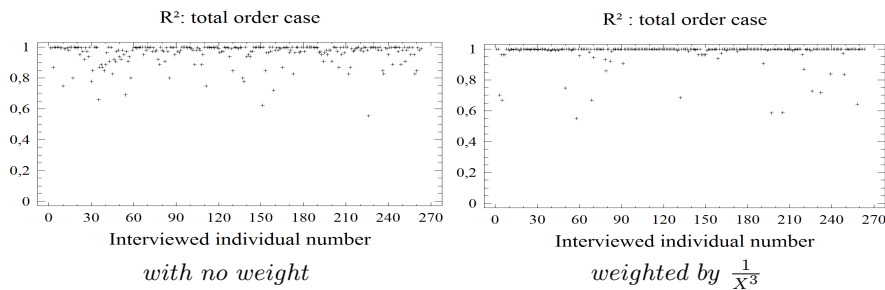 R²: total order case
1
0,8
0,6
0,4
0,2
0
0 30 60 90 120 150 180 210 240 270
Interviewed individual number
with no weight
R² : total order case
1
0,8
0,6
0,4
0,2
0
0 30 60 90 120 150 180 210 240 270
Interviewed individual number
weighted by 1/X³